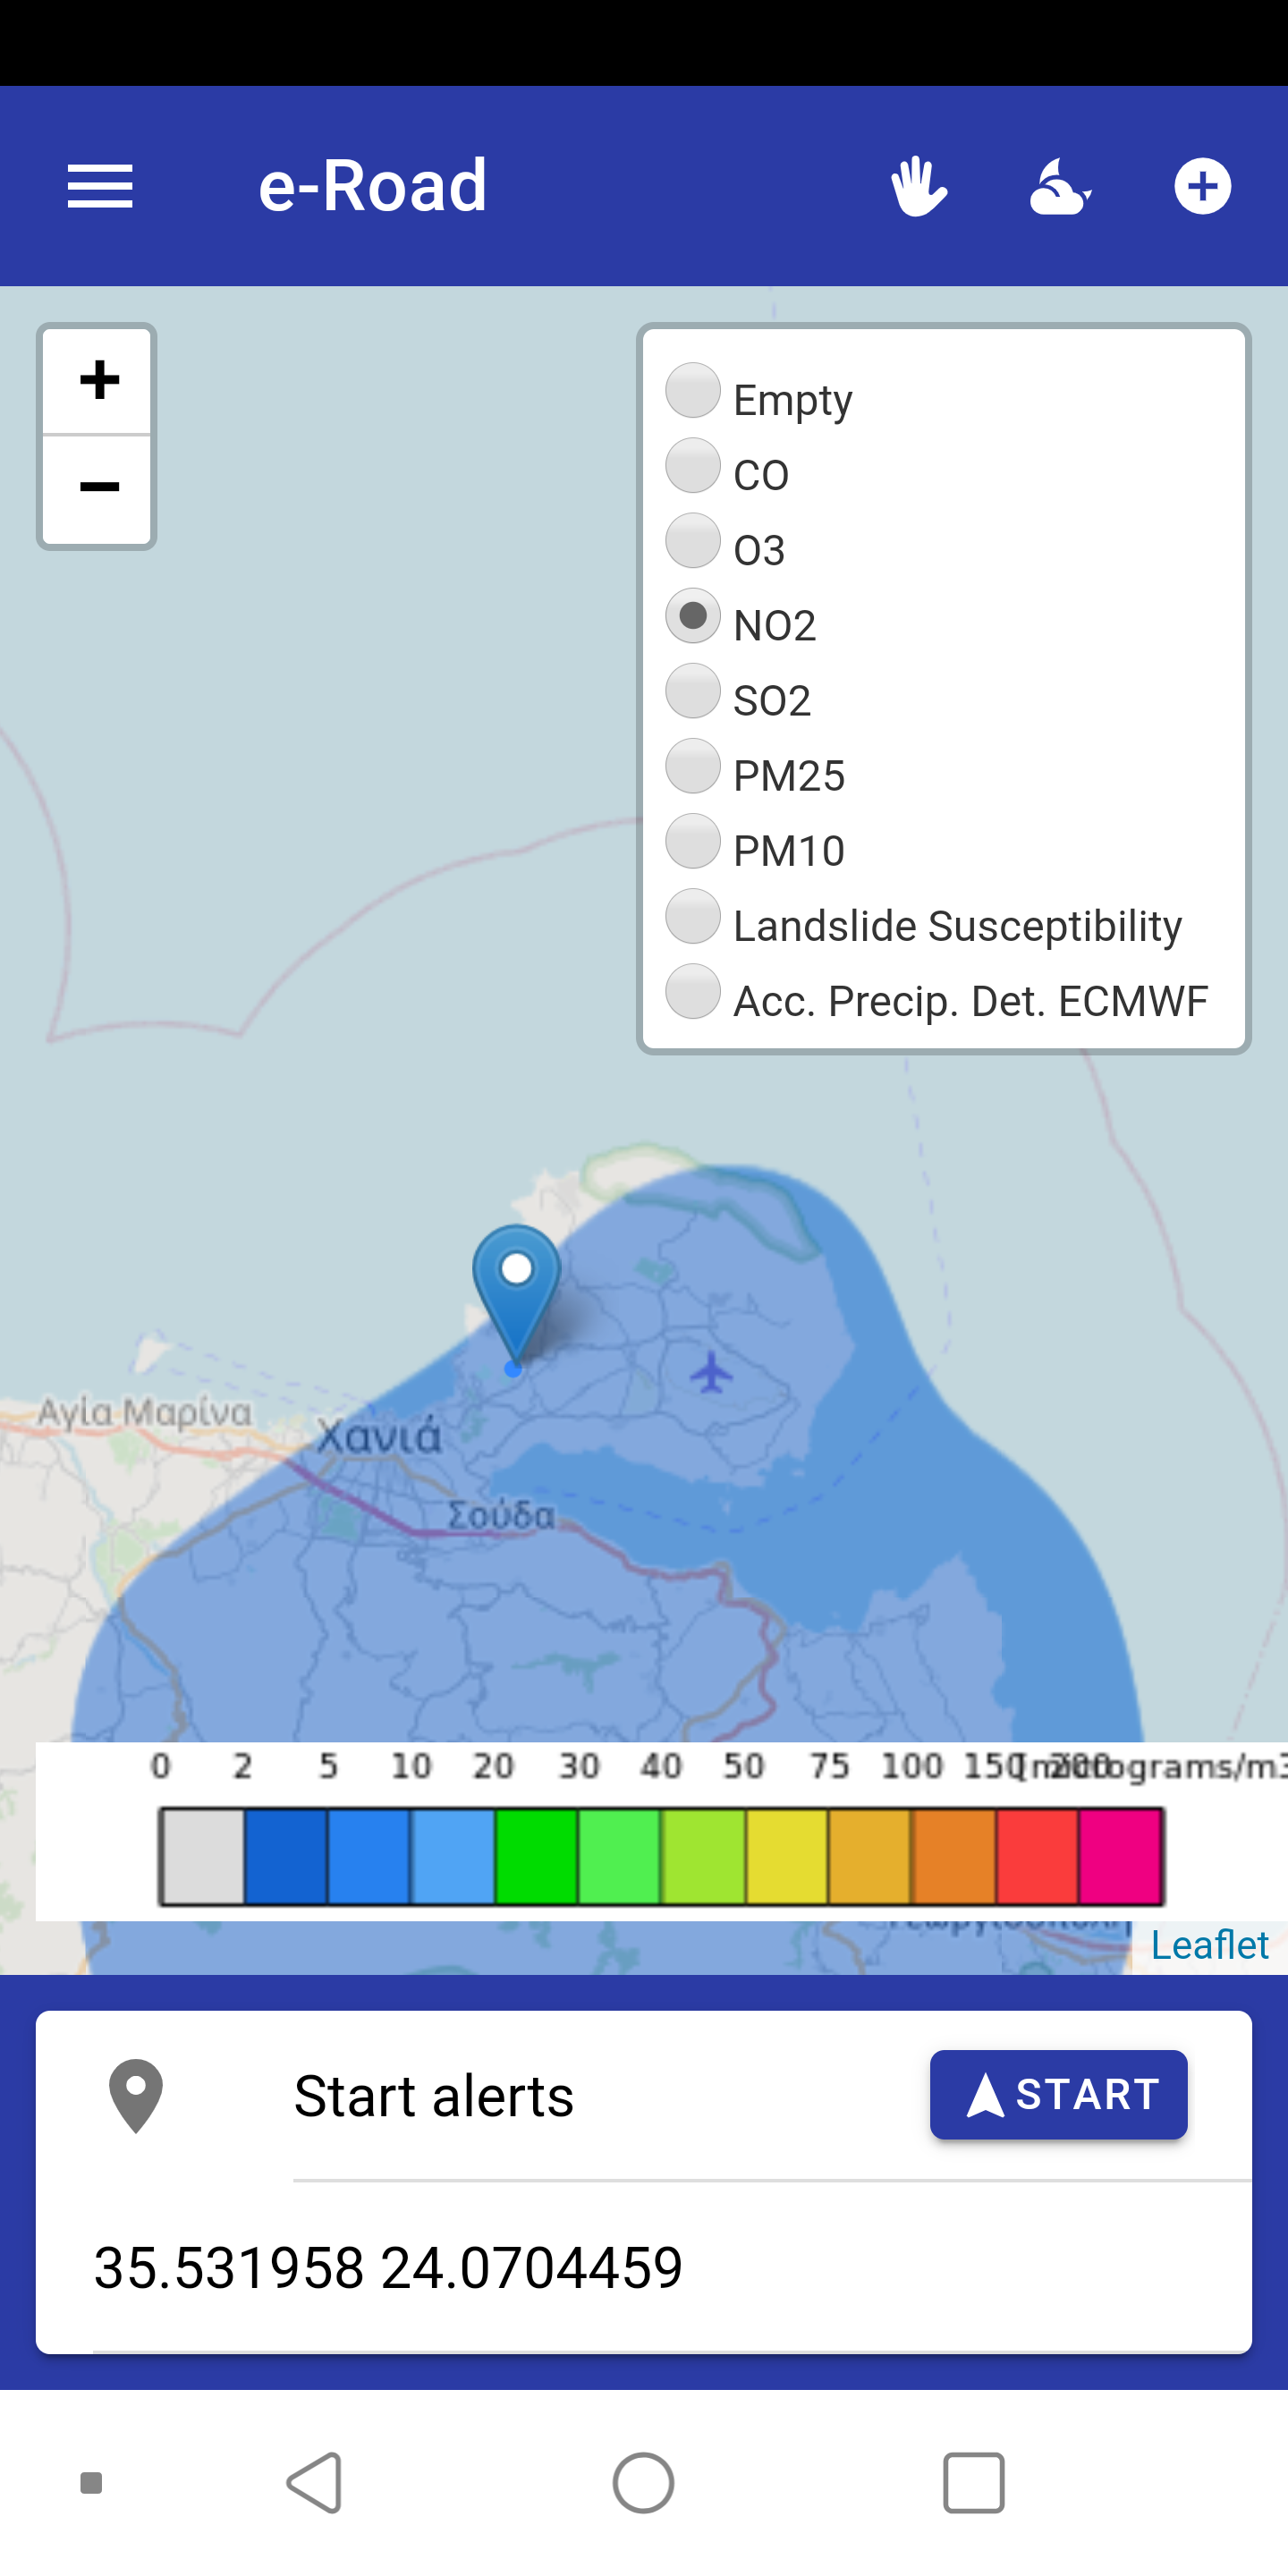 e-Road
Empty
CO
O3
NO2
SO2
PM25
PM10
Landslide Susceptibility
Acc. Precip. Det. ECMWF
Αγία Μαρίνα
Χανιά
Σούδα
0 2 5 10 20 30 40 50 75 100 150 200
Leaflet
Start alerts
START
35.531958 24.0704459